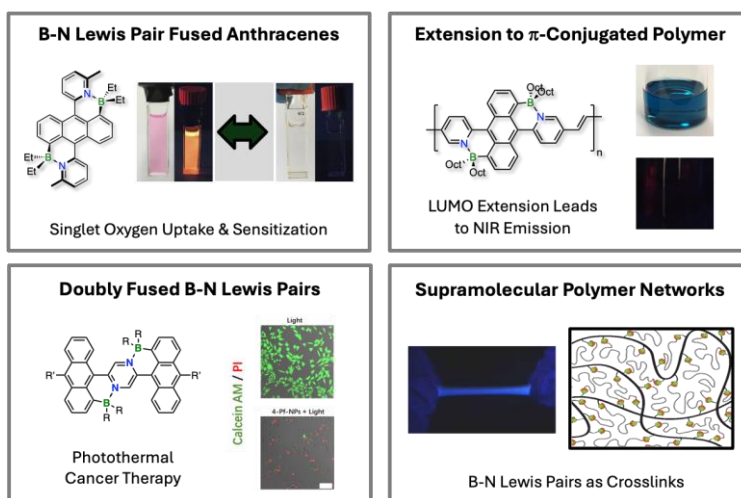 B-N Lewis Pair Fused Anthracenes
N
B
Et
Et
Et
Et
B
N
Singlet Oxygen Uptake & Sensitization
Extension to π-Conjugated Polymer
Oct
Oct
B
N
N
B
Oct
Oct
n
LUMO Extension Leads
to NIR Emission
Doubly Fused B-N Lewis Pairs
R
R
B
N
R'
R'
N
B
R
R
Photothermal
Cancer Therapy
Calcein AM / PI
Light
4-Pf-NPs + Light
Supramolecular Polymer Networks
B-N Lewis Pairs as Crosslinks